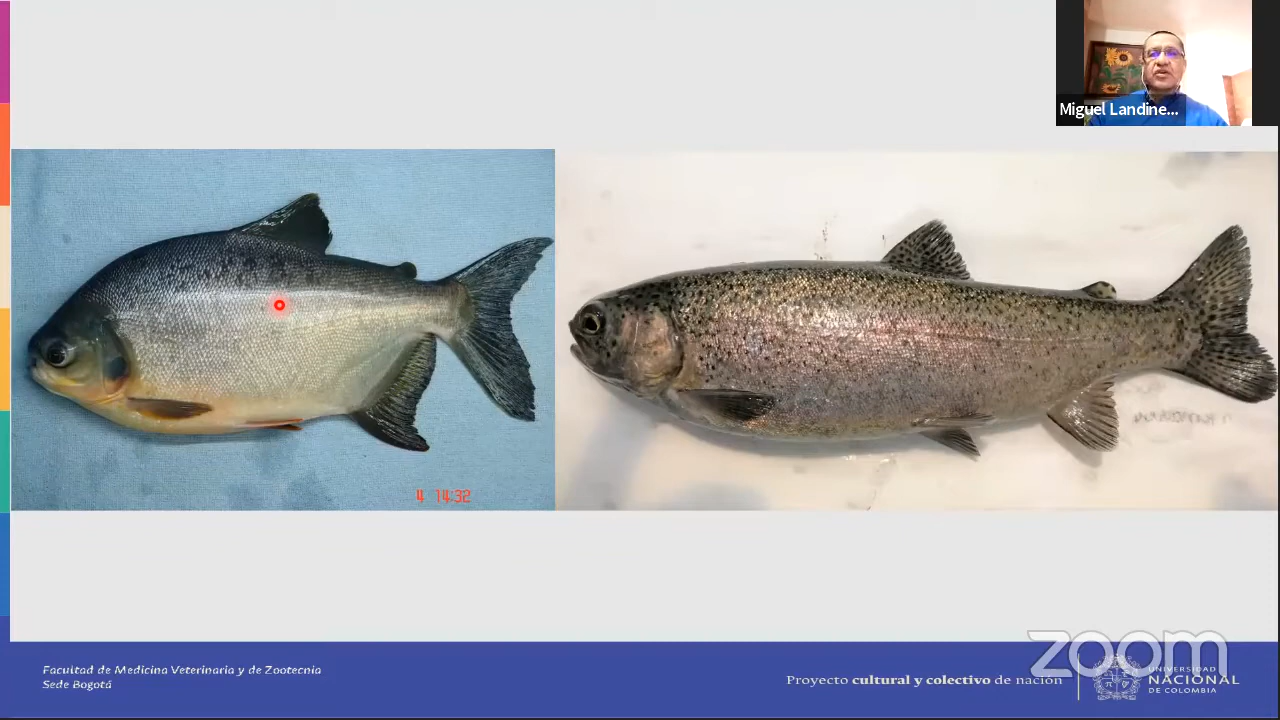 Miguel Landine...
4 14:32
Facultad de Medicina Veterinaria y de Zootecnia
Sede Bogotá
Proyecto cultural y colectivo de nación
zoom
UNIVERSIDAD
NACIONAL
DE COLOMBIA